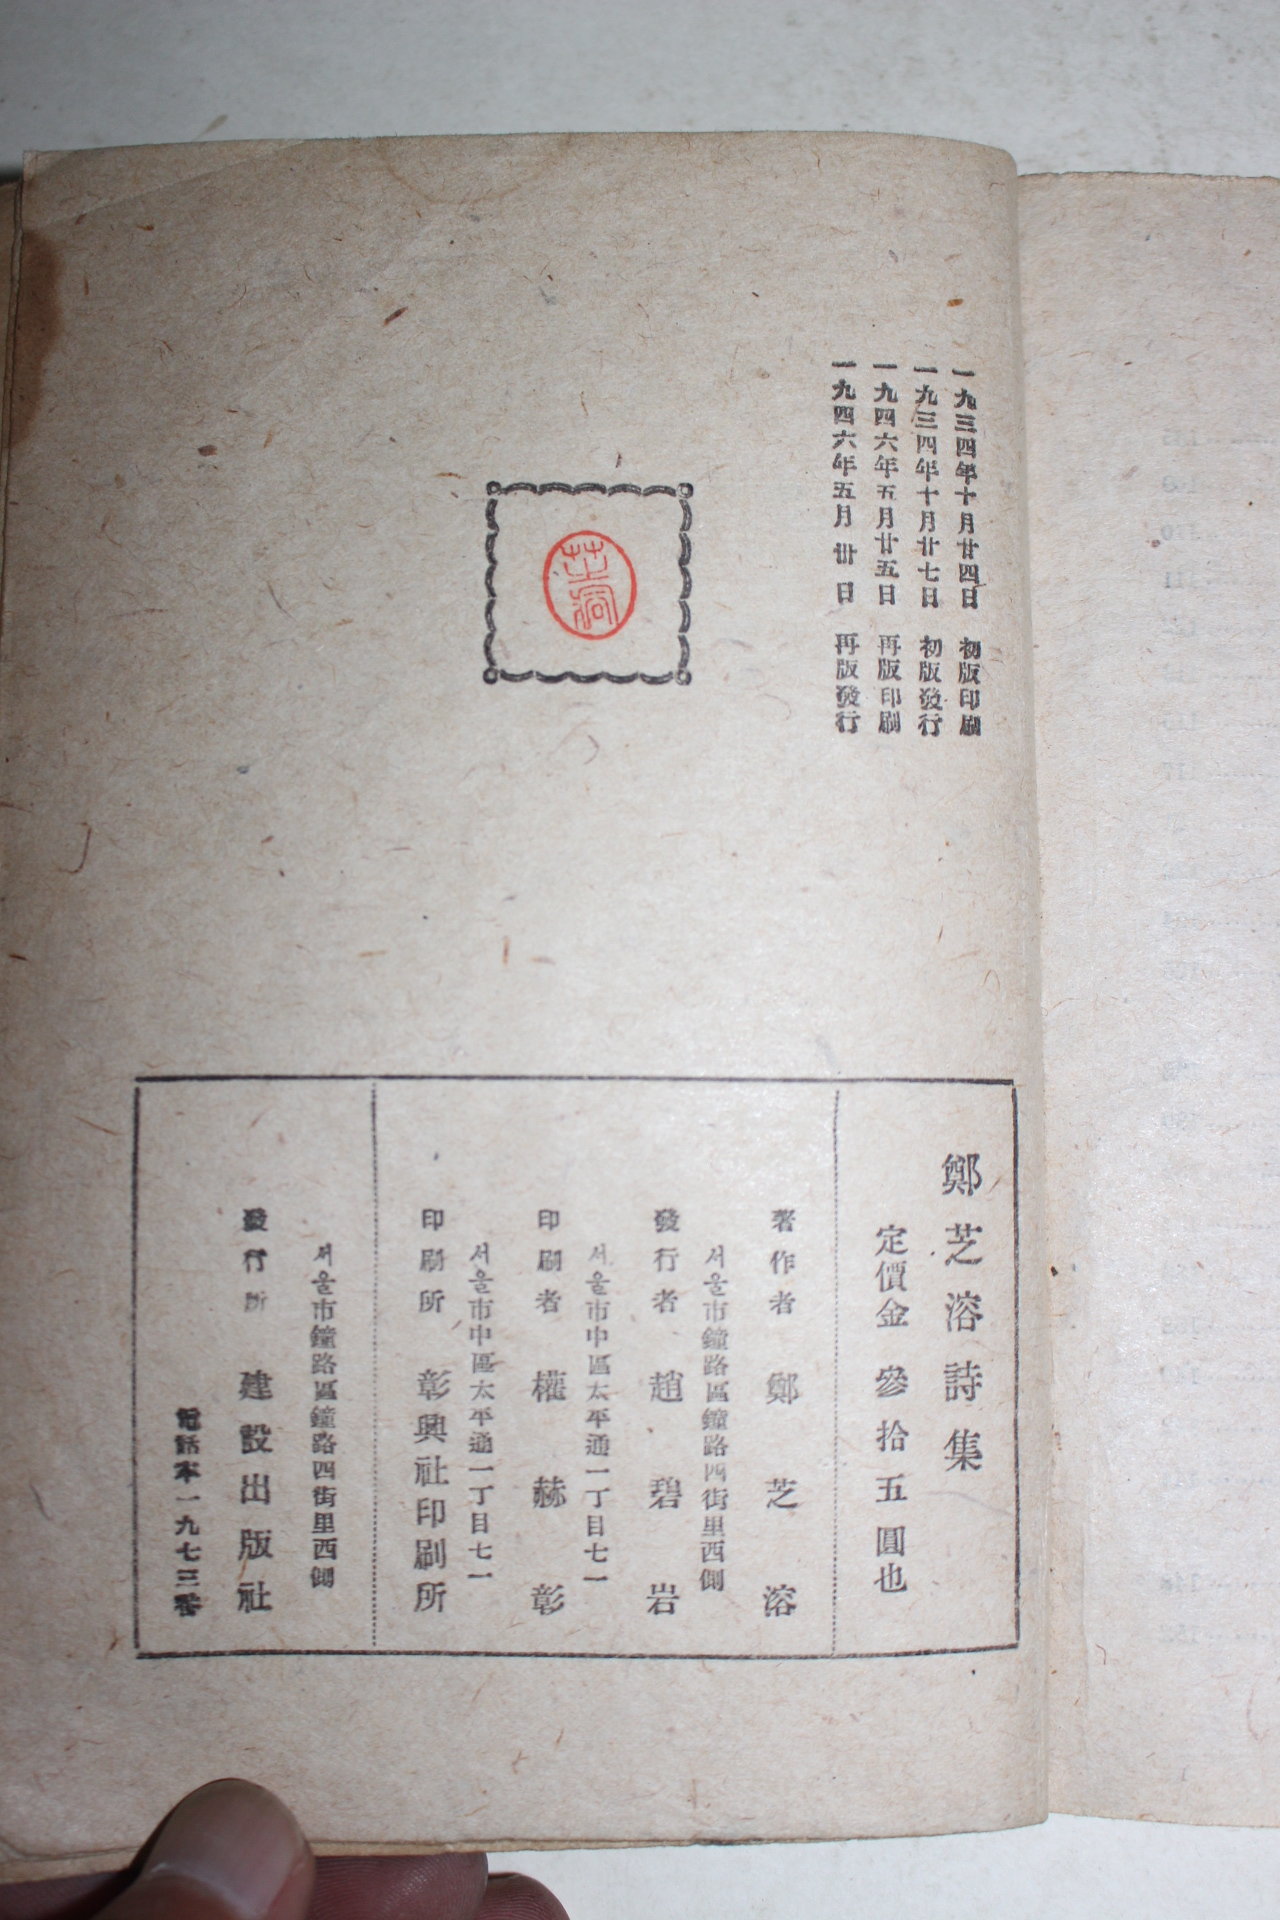 一九三四年十月廿四日 初版印刷
一九三四年十月廿七日 初版發行
一九四六年五月廿五日 再版印刷
一九四六年五月卅日 再版發行
鄭芝溶詩集
定價金 參拾五圓也
著作者 鄭芝溶
서울市鐘路區鐘路四街里西側
發行者 趙碧岩
서울市中區太平通一丁目七一
印刷者 權赫彰
서울市中區太平通一丁目七一
印刷所 彰興社印刷所
서울市鐘路區鐘路四街里西側
發行所 建設出版社
電話本一九七三番